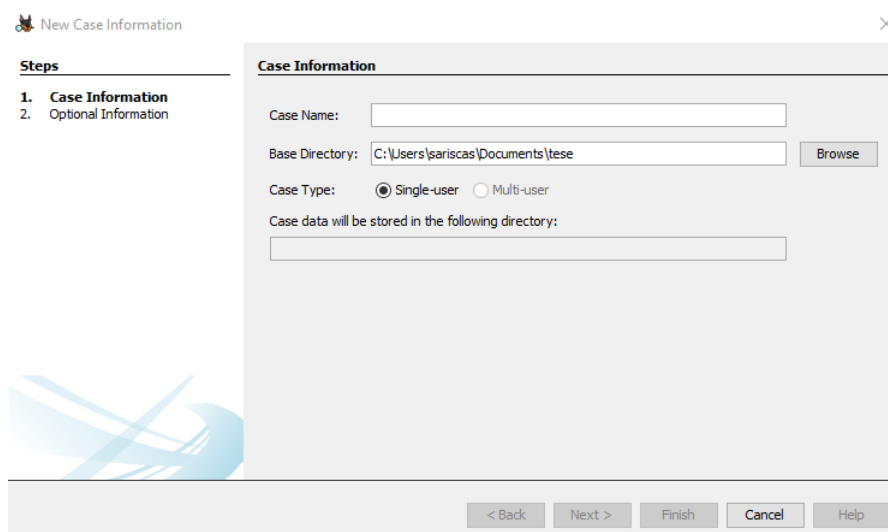 New Case Information
Steps
1. Case Information
2. Optional Information
Case Information
Case Name:
Base Directory: C:\Users\sariscas\Documents\tese Browse
Case Type: Single-user Multi-user
Case data will be stored in the following directory:
< Back Next > Finish Cancel Help